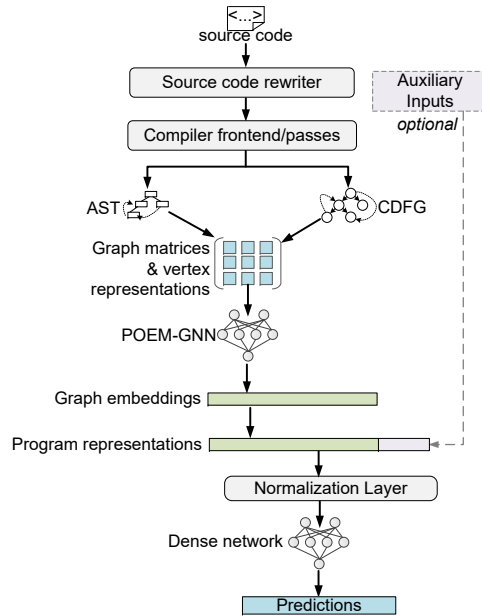 <...>
source code
Source code rewriter
Auxiliary
Inputs
optional
Compiler frontend/passes
AST
CDFG
Graph matrices
& vertex
representations
POEM-GNN
Graph embeddings
Program representations
Normalization Layer
Dense network
Predictions